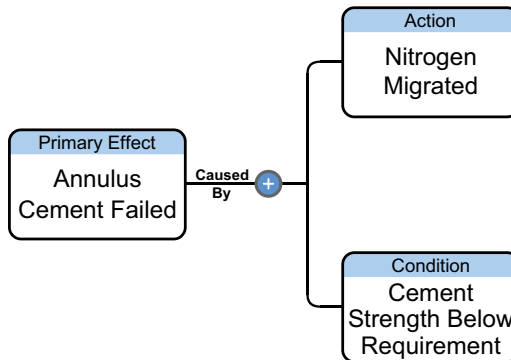 Action
Nitrogen
Migrated
Primary Effect
Annulus
Cement Failed
Caused
By
Condition
Cement
Strength Below
Requirement